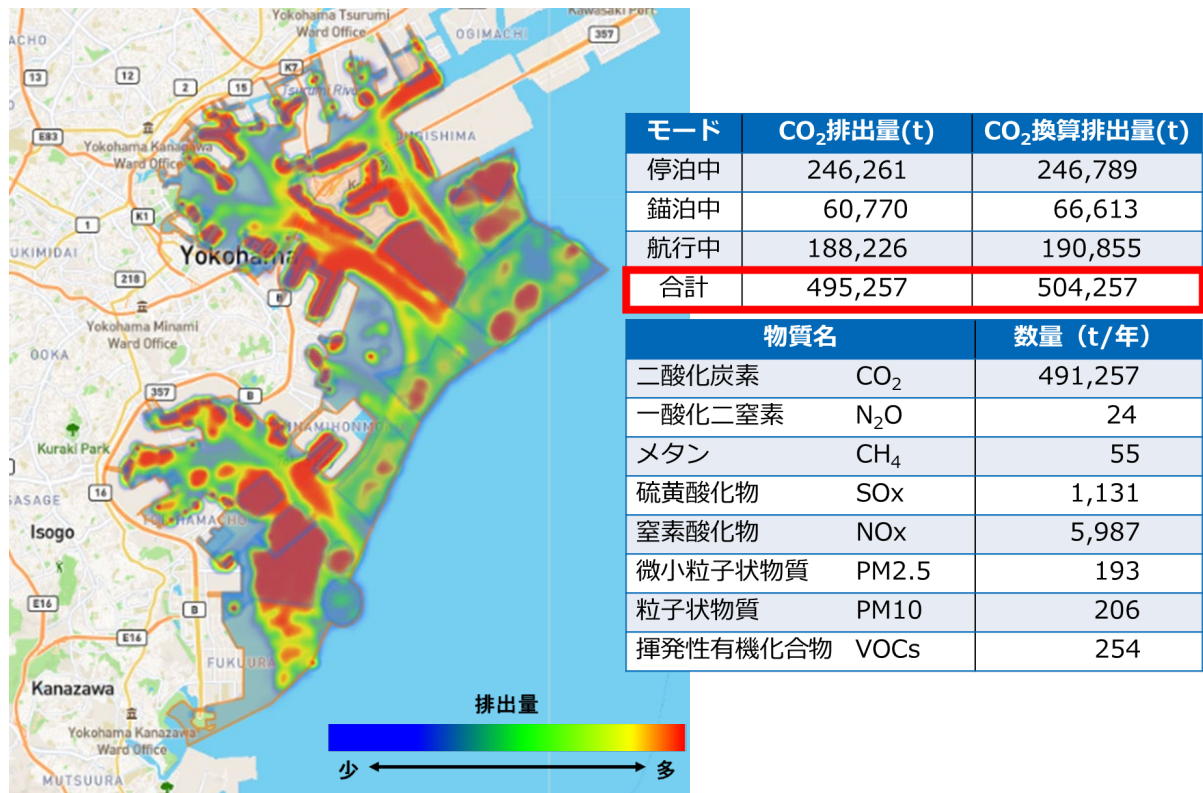 Yokohama Tsurumi
Ward Office
OGIMACHI
Kawasaki Port
357
ACHO
13
12
2
15
K7
Tsurumi River
E83
Yokohama Kanagawa
Ward Office
1
K1
UKIMIDAI
Yokohama
218
B
Yokohama Minami
Ward Office
OOKA
357
B
Kuraki Park
16
SASAGE
Isogo
E16
B
E16
FUKUURA
Kanazawa
Yokohama Kanazawa
Ward Office
MUTSUURA
排出量
少
多
モード CO₂排出量(t) CO₂換算排出量(t)
停泊中 246,261 246,789
錨泊中 60,770 66,613
航行中 188,226 190,855
合計 495,257 504,257
物質名 数量（t/年）
二酸化炭素 CO₂ 491,257
一酸化二窒素 N₂O 24
メタン CH₄ 55
硫黄酸化物 SOx 1,131
窒素酸化物 NOx 5,987
微小粒子状物質 PM2.5 193
粒子状物質 PM10 206
揮発性有機化合物 VOCs 254